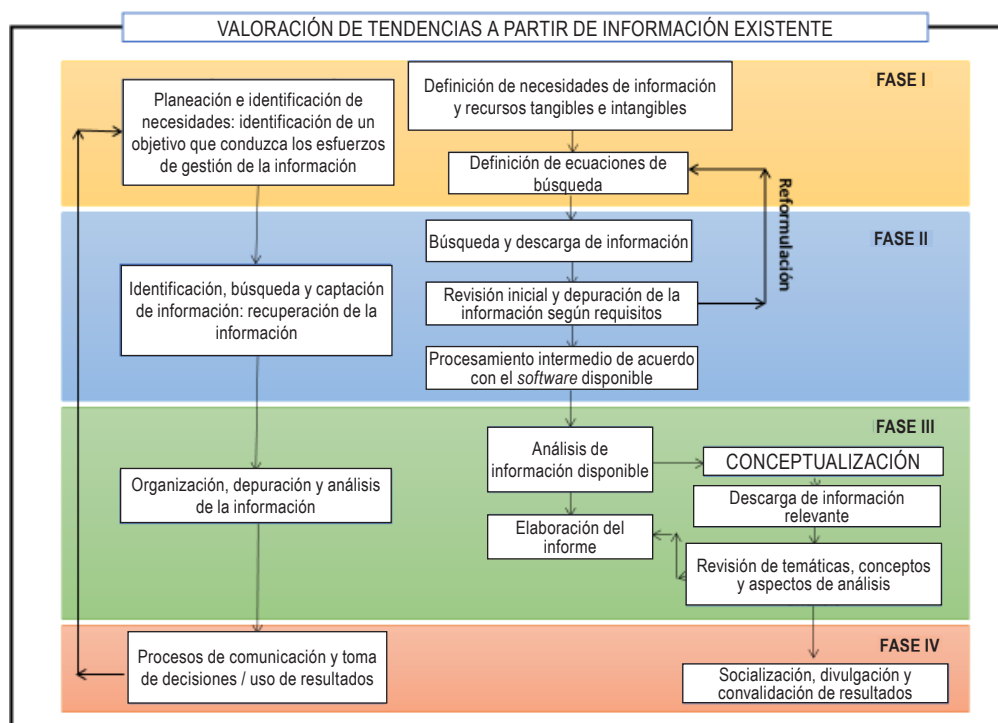 VALORACIÓN DE TENDENCIAS A PARTIR DE INFORMACIÓN EXISTENTE
FASE I
Planeación e identificación de
necesidades: identificación de un
objetivo que conduzca los esfuerzos
de gestión de la información
Definición de necesidades de información
y recursos tangibles e intangibles
Definición de ecuaciones de
búsqueda
Reformulación
FASE II
Identificación, búsqueda y captación
de información: recuperación de la
información
Búsqueda y descarga de información
Revisión inicial y depuración de la
información según requisitos
Procesamiento intermedio de acuerdo
con el software disponible
FASE III
Organización, depuración y análisis
de la información
Análisis de
información disponible
Elaboración del
informe
CONCEPTUALIZACIÓN
Descarga de información
relevante
Revisión de temáticas, conceptos
y aspectos de análisis
FASE IV
Procesos de comunicación y toma
de decisiones / uso de resultados
Socialización, divulgación y
convalidación de resultados